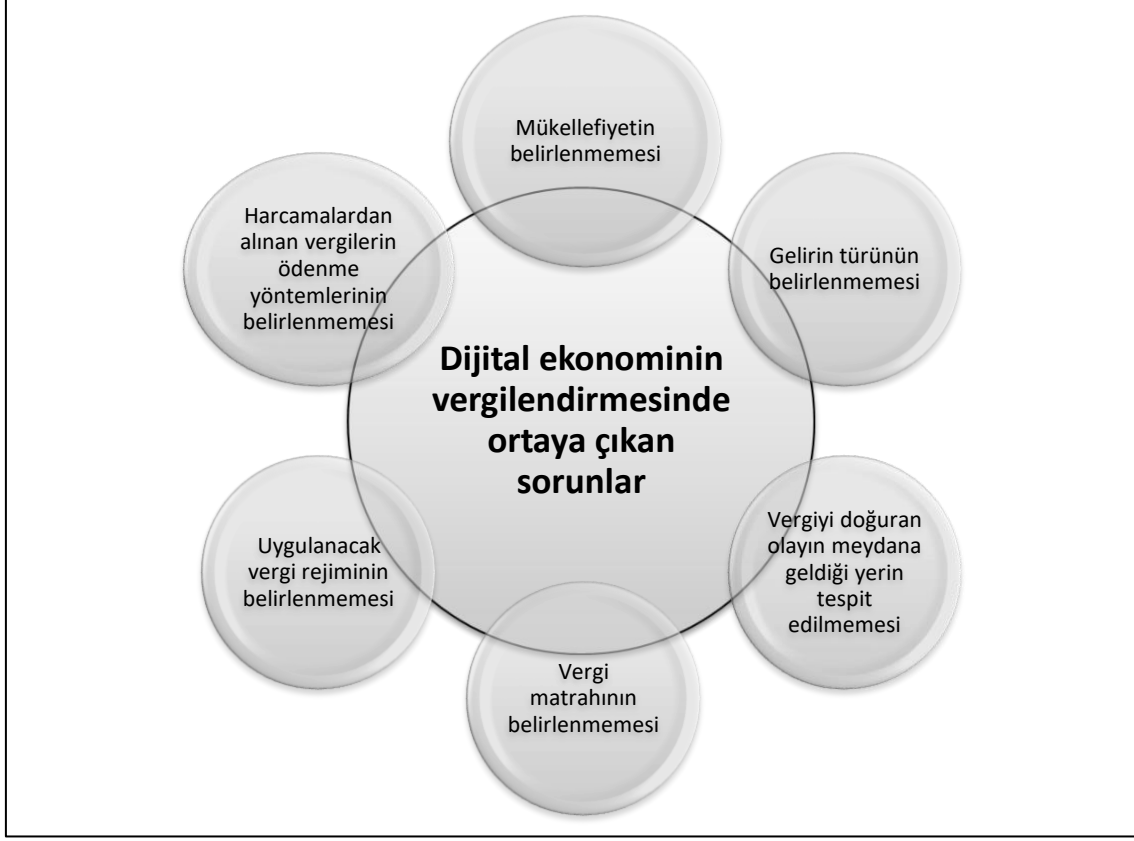 Mükellefiyetin
belirlenmemesi
Gelirin türünün
belirlenmemesi
Vergiyi doğuran
olayın meydana
geldiği yerin
tespit
edilmemesi
Vergi
matrahının
belirlenmemesi
Uygulanacak
vergi rejiminin
belirlenmemesi
Harcamalardan
alınan vergilerin
ödenme
yöntemlerinin
belirlenmemesi
Dijital ekonominin
vergilendirmesinde
ortaya çıkan
sorunlar